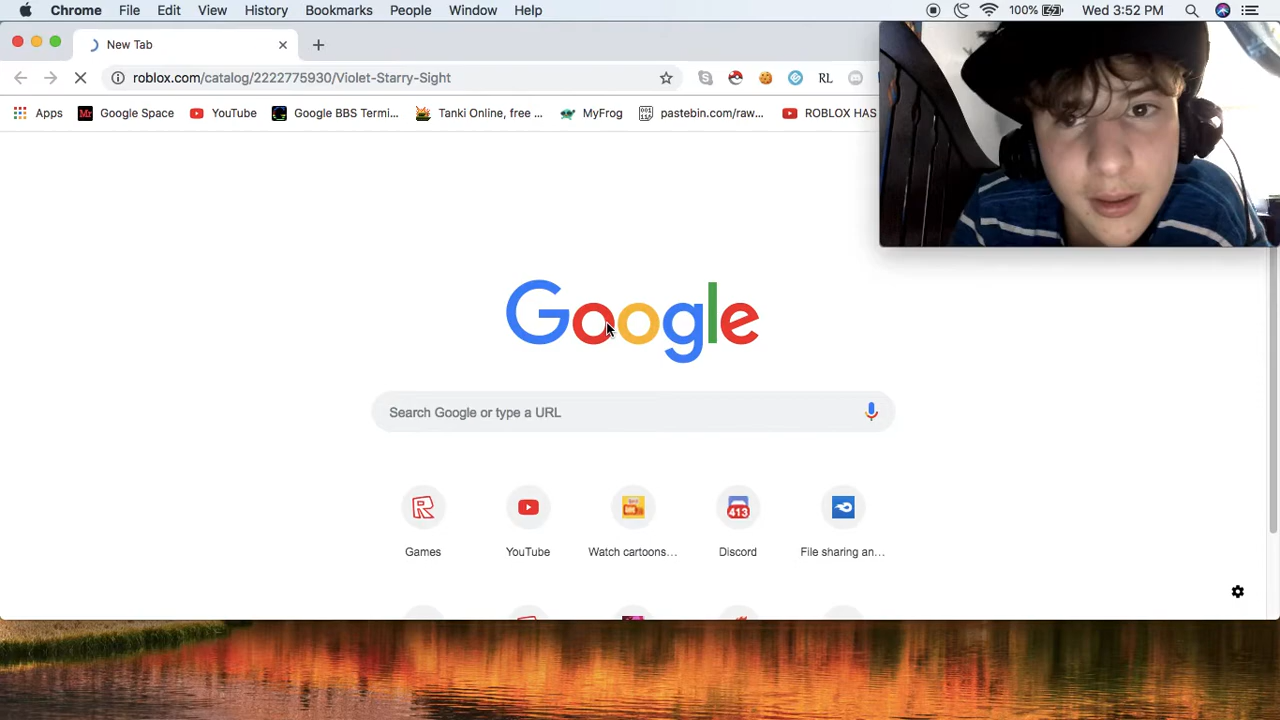 Chrome File Edit View History Bookmarks People Window Help 100% Wed 3:52 PM
New Tab
roblox.com/catalog/2222775930/Violet-Starry-Sight RL
Apps Google Space YouTube Google BBS Termi... Tanki Online, free ... MyFrog pastebin.com/raw... ROBLOX HAS
Google
Search Google or type a URL
413
Games YouTube Watch cartoons... Discord File sharing an...